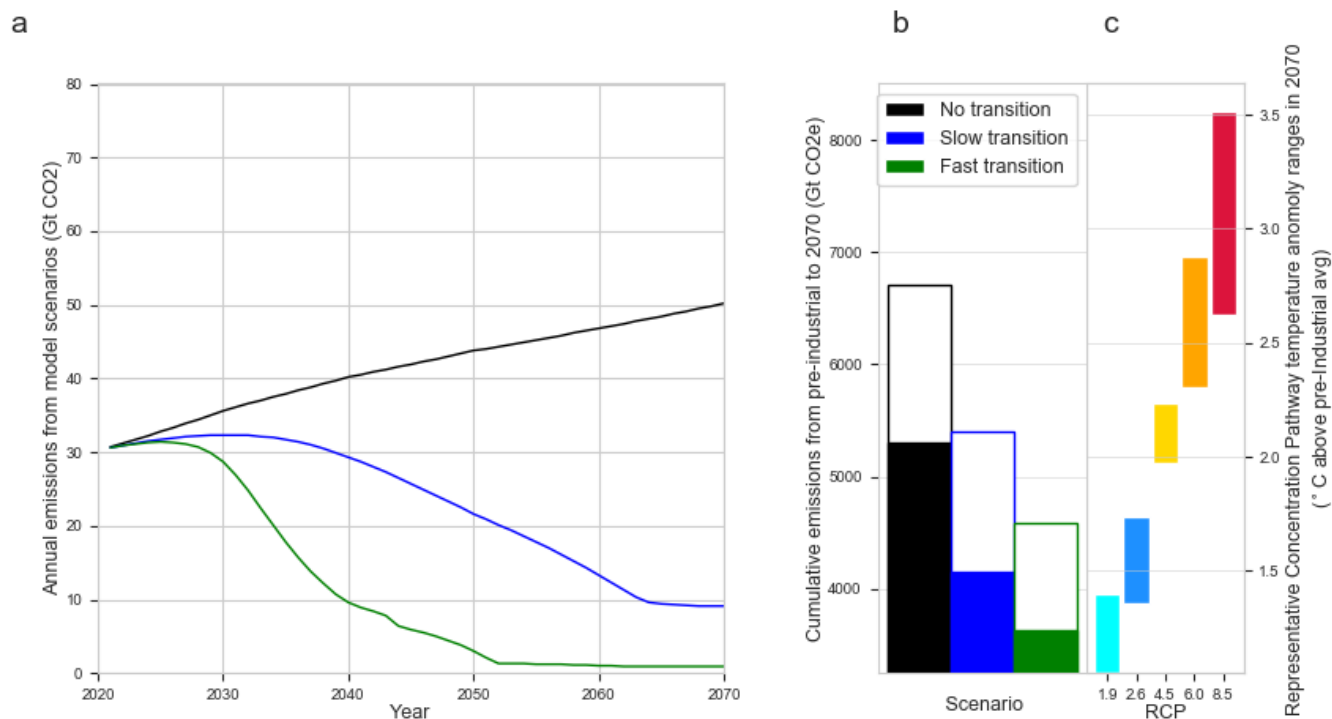 a
Annual emissions from model scenarios (Gt CO2)
80
70
60
50
40
30
20
10
0
2020
2030
2040
2050
2060
2070
Year
b
Cumulative emissions from pre-industrial to 2070 (Gt CO2e)
8000
7000
6000
5000
4000
No transition
Slow transition
Fast transition
Scenario
c
1.9
2.6
4.5
6.0
8.5
RCP
3.5
3.0
2.5
2.0
1.5
Representative Concentration Pathway temperature anomoly ranges in 2070
(˚C above pre-Industrial avg)